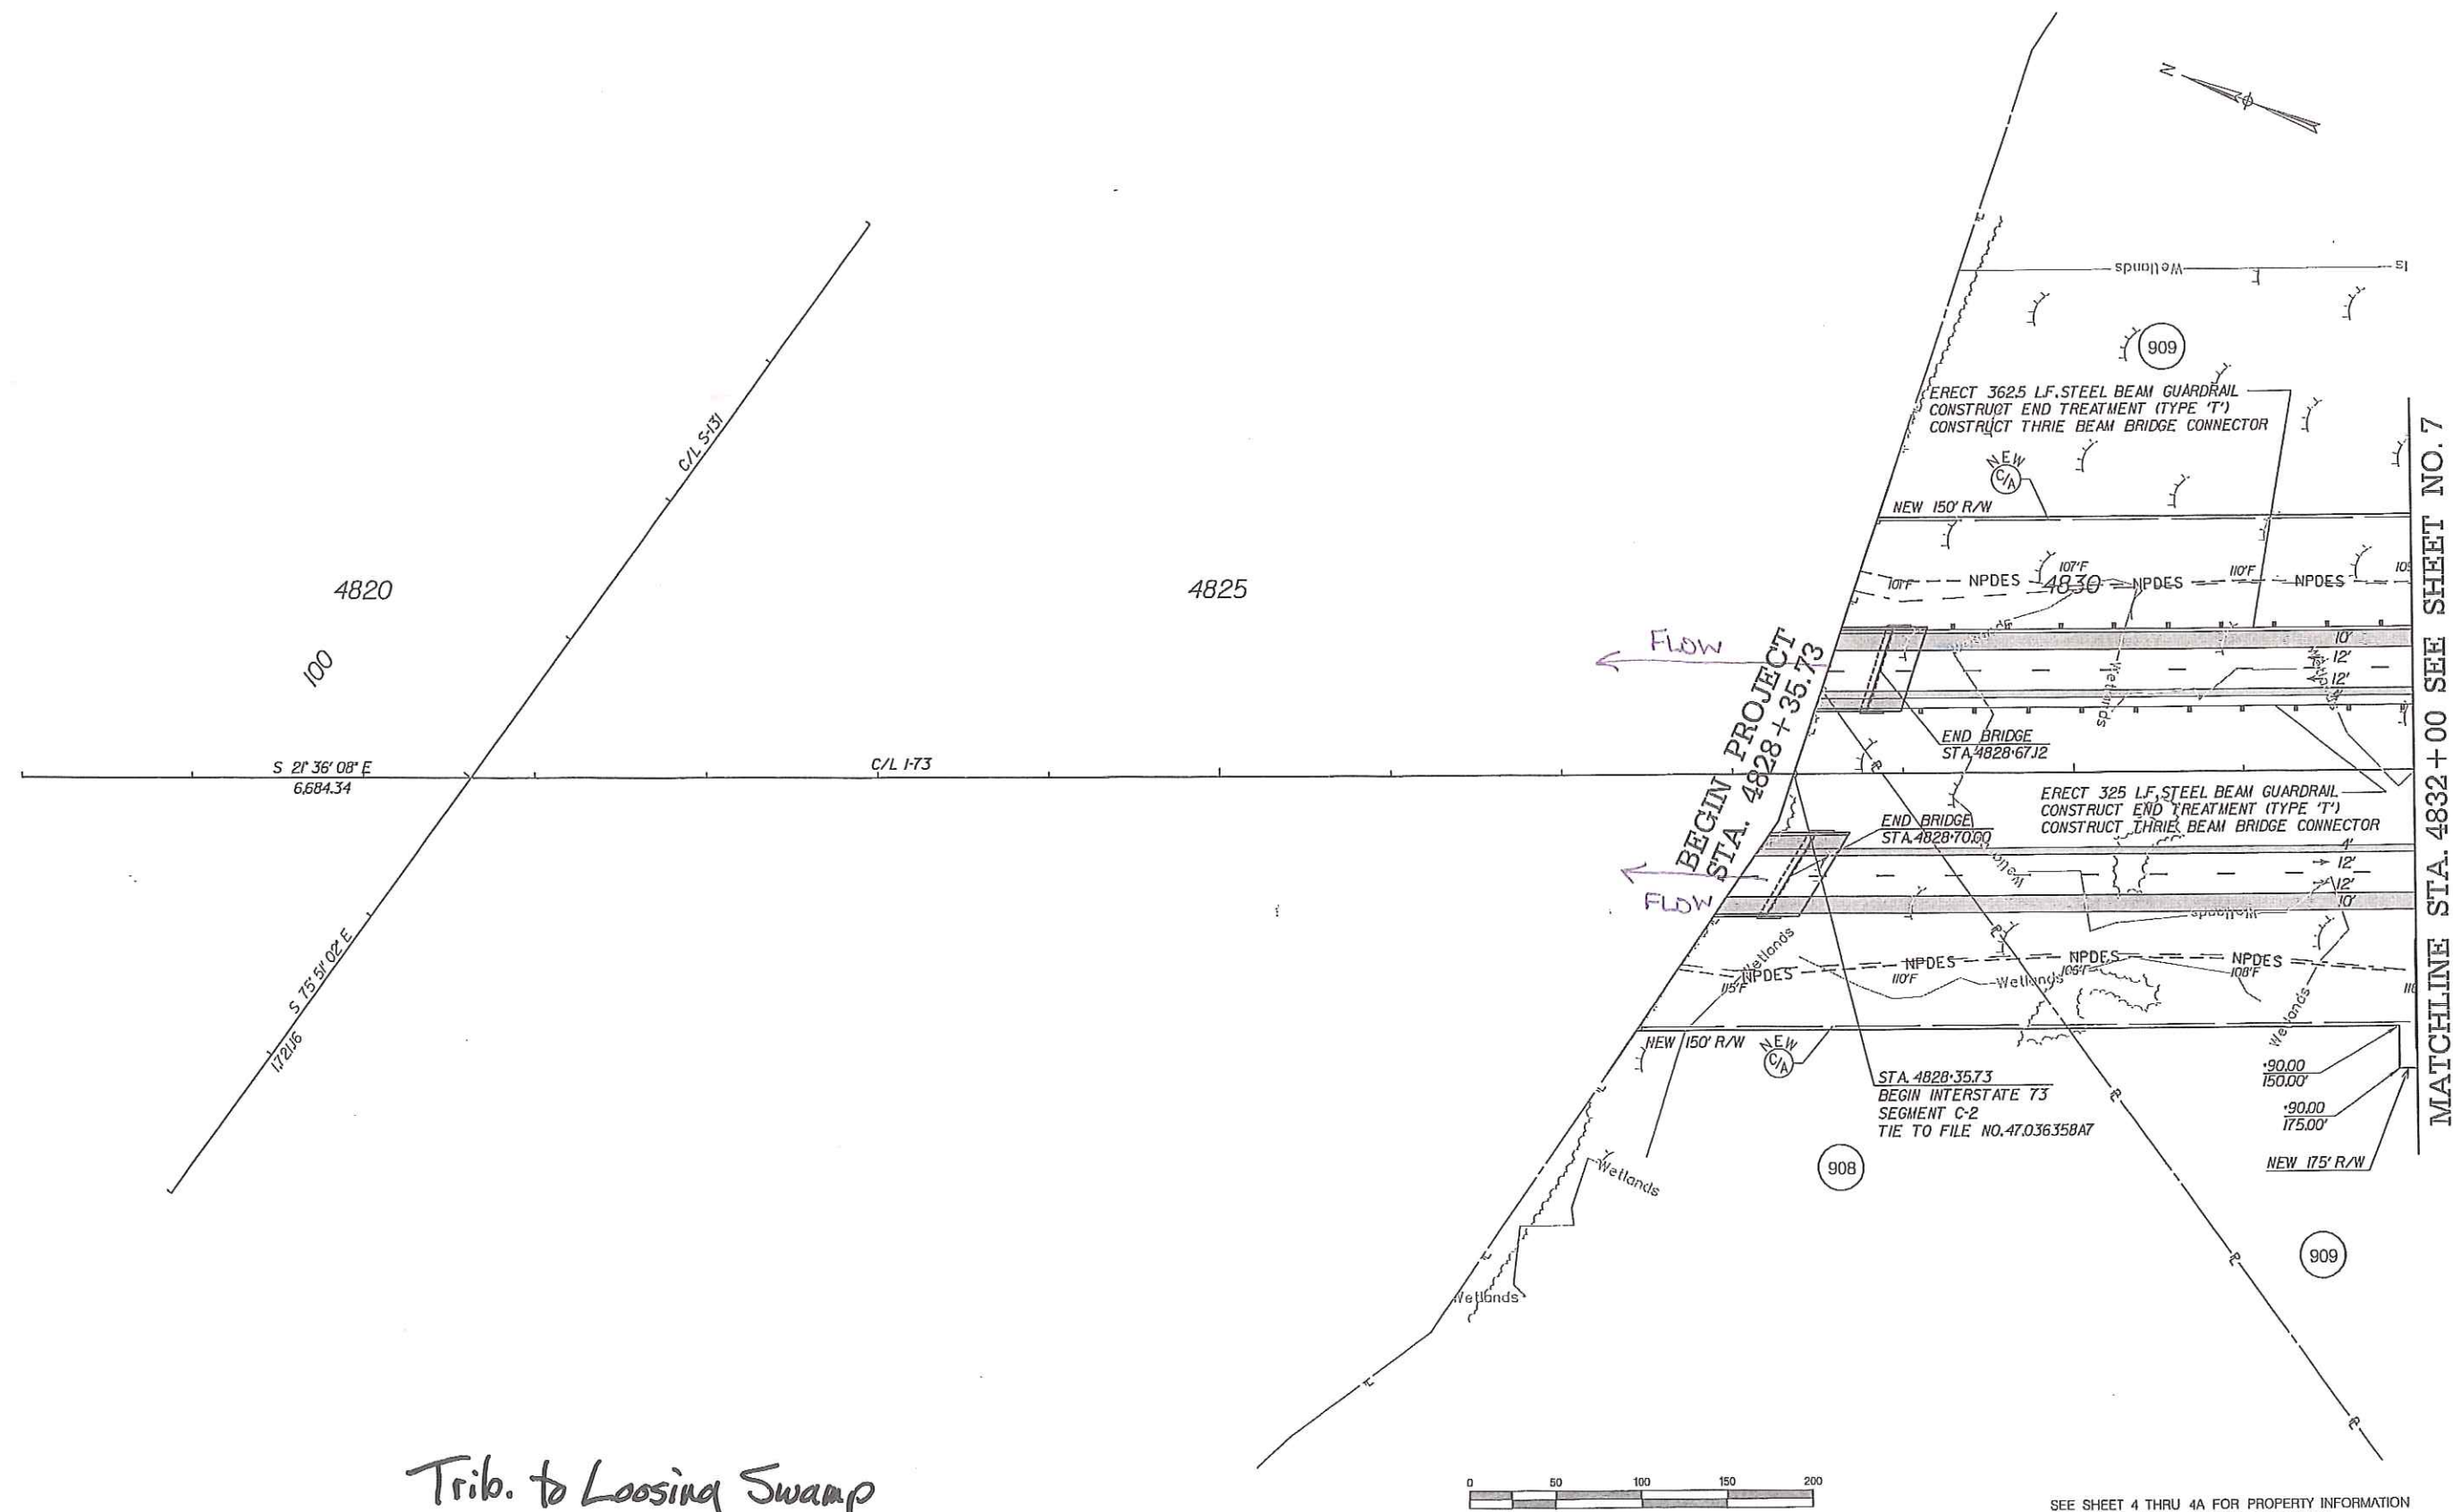 N
Wetlands
Is
909
ERECT 362.5 L.F. STEEL BEAM GUARDRAIL
CONSTRUCT END TREATMENT (TYPE 'T')
CONSTRUCT THRIE BEAM BRIDGE CONNECTOR
NEW
C/A
NEW 150' R/W
C/L S-131
4820
4825
4830
101'F
NPDES
107'F
NPDES
110'F
NPDES
100
FLOW
BEGIN PROJECT
STA. 4828+35.73
10'
12'
12'
Wetlands
END BRIDGE
STA. 4828+67.12
S 21° 36' 08" E
6,684.34
C/L I-73
ERECT 325 L.F. STEEL BEAM GUARDRAIL
CONSTRUCT END TREATMENT (TYPE 'T')
CONSTRUCT THRIE BEAM BRIDGE CONNECTOR
END BRIDGE
STA. 4828+70.00
4'
12'
12'
10'
FLOW
Wetlands
Wetlands
NPDES
115'F
NPDES
110'F
Wetlands
NPDES
106'F
NPDES
108'F
Wetlands
S 75° 51' 02" E
1,721.16
NEW 150' R/W
NEW
C/A
STA. 4828+35.73
BEGIN INTERSTATE 73
SEGMENT C-2
TIE TO FILE NO. 47.036358A7
+90.00
150.00'
+90.00
175.00'
NEW 175' R/W
908
909
Wetlands
Wetlands
MATCHLINE STA. 4832+00 SEE SHEET NO. 7
Trib. to Loosing Swamp
0 50 100 150 200
SEE SHEET 4 THRU 4A FOR PROPERTY INFORMATION